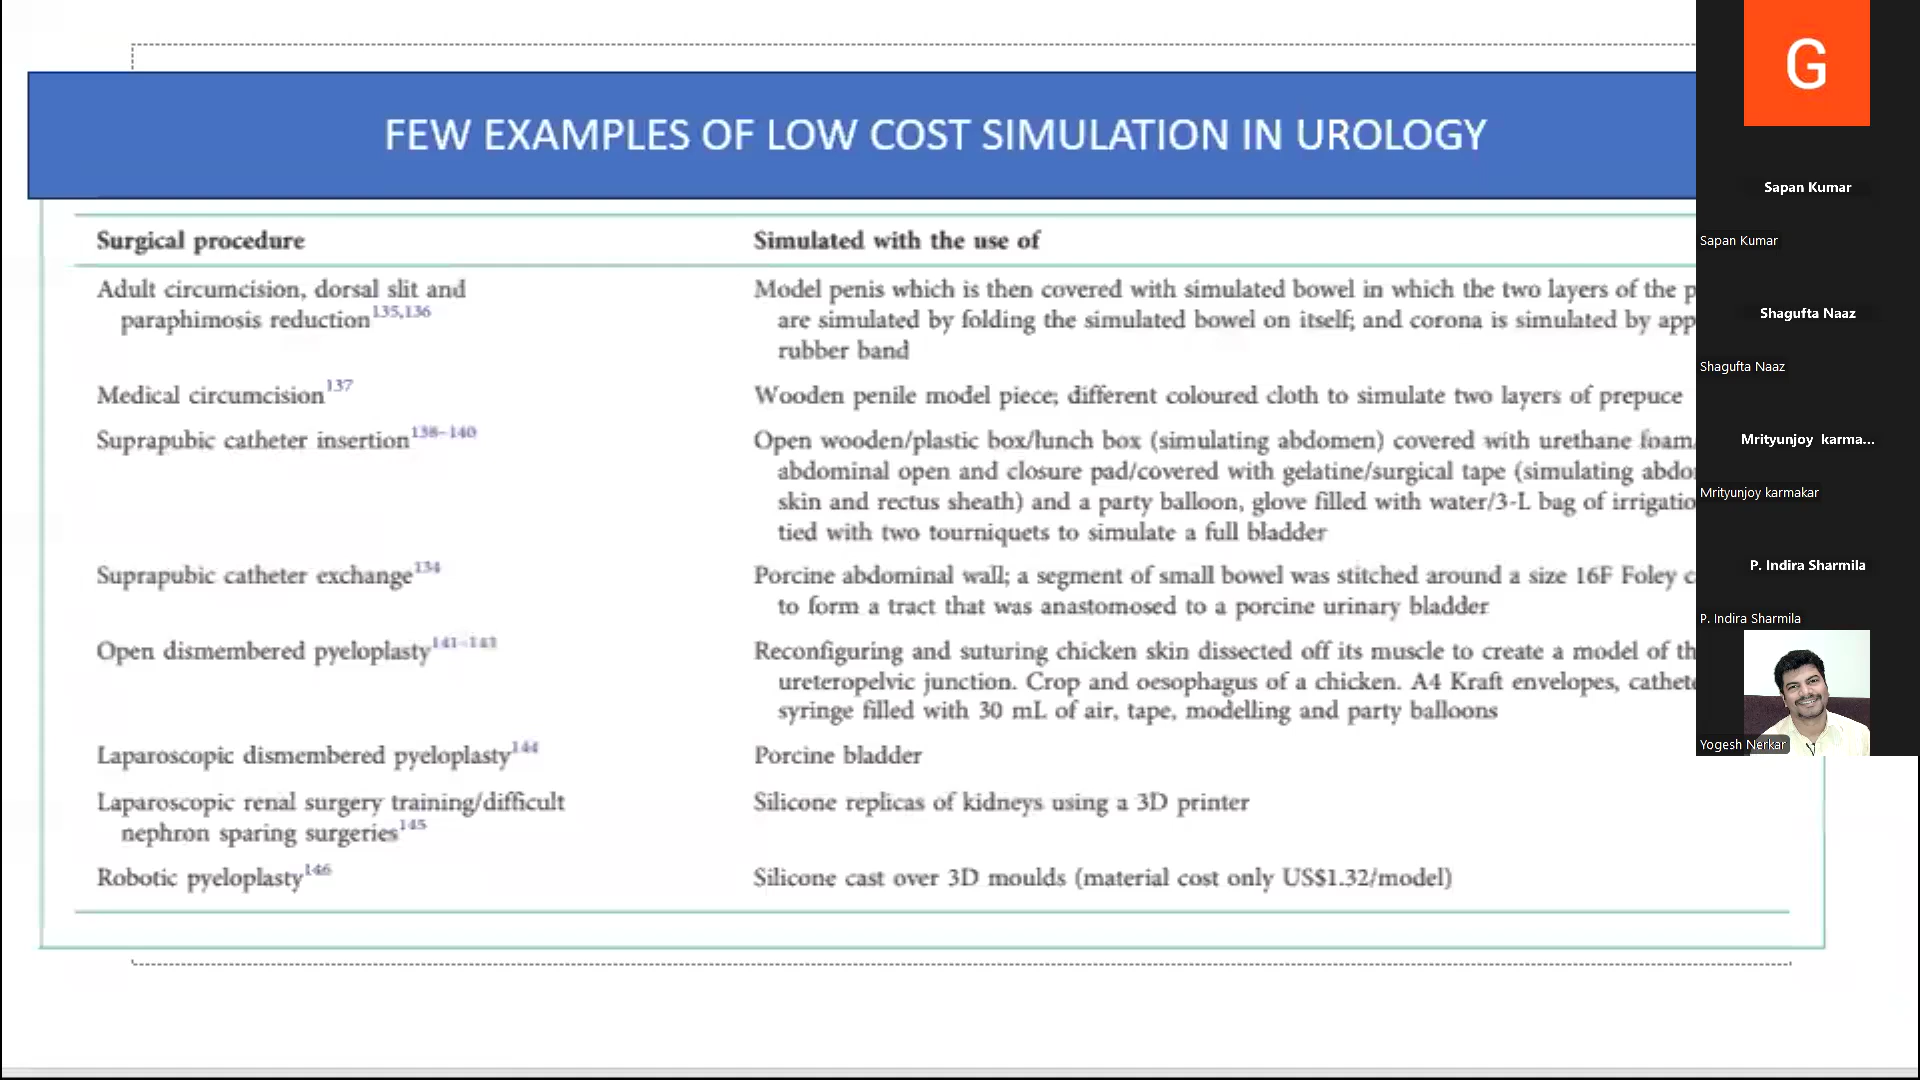 FEW EXAMPLES OF LOW COST SIMULATION IN UROLOGY
Surgical procedure
Simulated with the use of
Adult circumcision, dorsal slit and
paraphimosis reduction135,136
Model penis which is then covered with simulated bowel in which the two layers of the
are simulated by folding the simulated bowel on itself; and corona is simulated by
rubber band
Medical circumcision137
Wooden penile model piece; different coloured cloth to simulate two layers of prepuce
Suprapubic catheter insertion138–140
Open wooden/plastic box/lunch box (simulating abdomen) covered with urethane foam/
abdominal open and closure pad/covered with gelatine/surgical tape (simulating
skin and rectus sheath) and a party balloon, glove filled with water/3-L bag of
tied with two tourniquets to simulate a full bladder
Suprapubic catheter exchange134
Porcine abdominal wall; a segment of small bowel was stitched around a size 16F Foley
to form a tract that was anastomosed to a porcine urinary bladder
Open dismembered pyeloplasty141–143
Reconfiguring and suturing chicken skin dissected off its muscle to create a model of
ureteropelvic junction. Crop and oesophagus of a chicken. A4 Kraft envelopes,
syringe filled with 30 mL of air, tape, modelling and party balloons
Laparoscopic dismembered pyeloplasty144
Porcine bladder
Laparoscopic renal surgery training/difficult
nephron sparing surgeries145
Silicone replicas of kidneys using a 3D printer
Robotic pyeloplasty146
Silicone cast over 3D moulds (material cost only US$1.32/model)
G
Sapan Kumar
Sapan Kumar
Shagufta Naaz
Shagufta Naaz
Mrityunjoy karma...
Mrityunjoy karmakar
P. Indira Sharmila
P. Indira Sharmila
Yogesh Nerkar